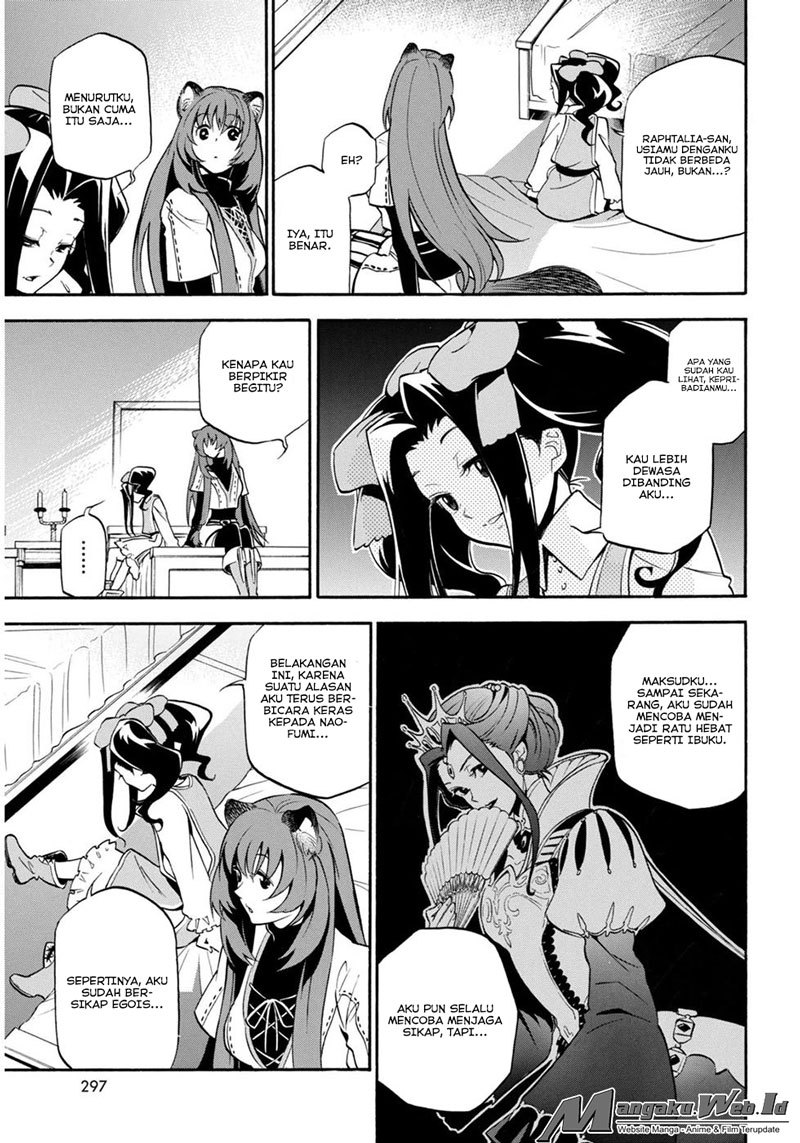 RAPHTALIA-SAN,
USIAMU DENGANKU
TIDAK BERBEDA
JAUH, BUKAN...?
EH?
IYA, ITU
BENAR.
MENURUTKU,
BUKAN CUMA
ITU SAJA...
APA YANG
SUDAH KAU
LIHAT, KEPRI-
BADIANMU...
KAU LEBIH
DEWASA
DIBANDING
AKU...
KENAPA KAU
BERPIKIR
BEGITU?
......
MAKSUDKU...
SAMPAI SEKA-
RANG, AKU SUDAH
MENCOBA MEN-
JADI RATU HEBAT
SEPERTI IBUKU.
AKU PUN SELALU
MENCOBA MENJAGA
SIKAP, TAPI...
BELAKANGAN
INI, KARENA
SUATU ALASAN
AKU TERUS BER-
BICARA KERAS
KEPADA NAO-
FUMI...
SEPERTINYA, AKU
SUDAH BER-
SIKAP EGOIS...
297
Mangaku.Web.Id
Website Manga - Anime & Film Terupdate